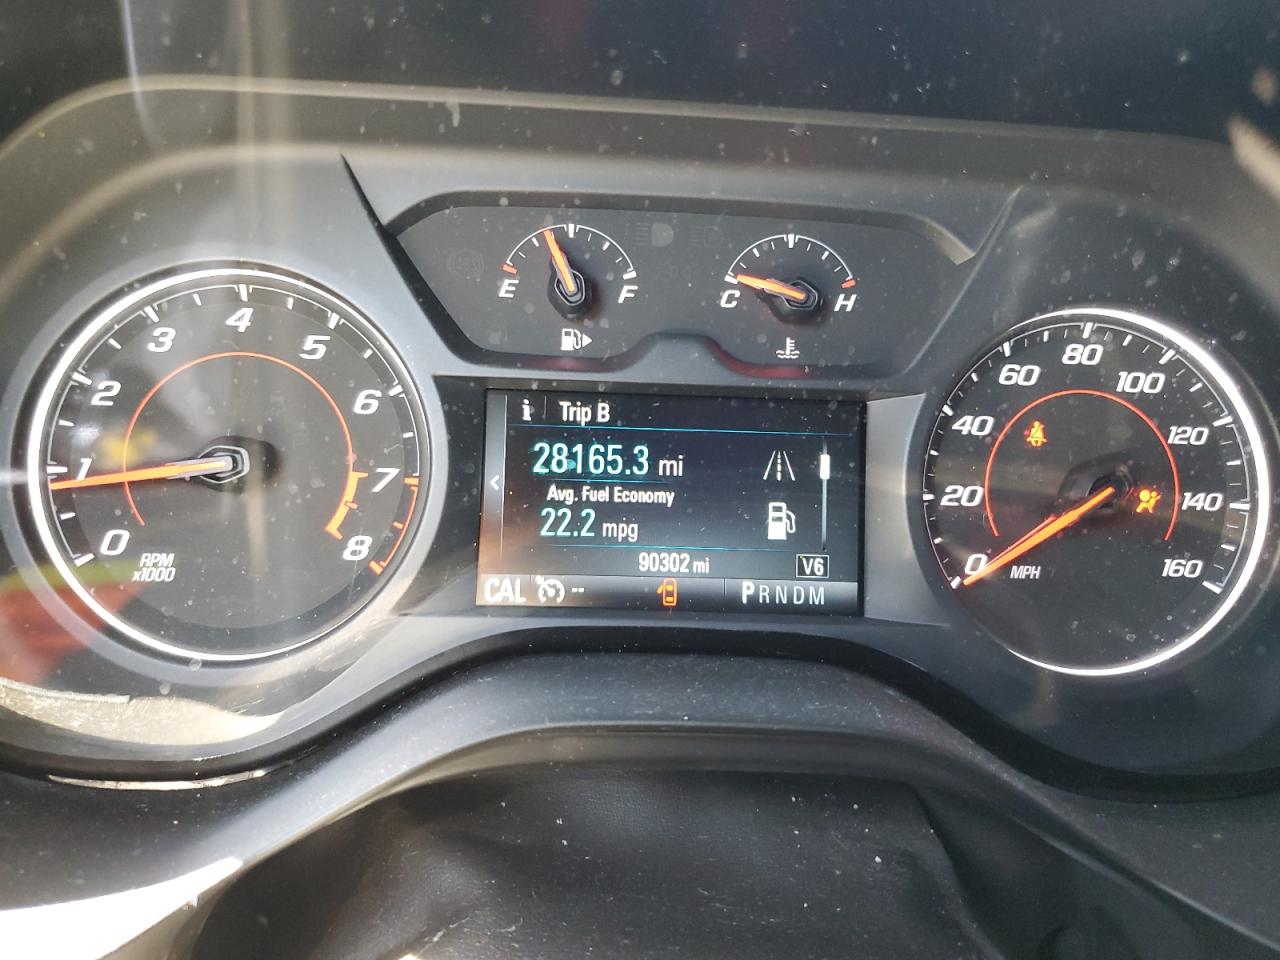 E F
C H
0 1 2 3 4 5 6 7 8
RPM
x1000
i Trip B
28165.3 mi
Avg. Fuel Economy
22.2 mpg
90302 mi V6
CAL -- PRNDM
0 20 40 60 80 100 120 140 160
MPH